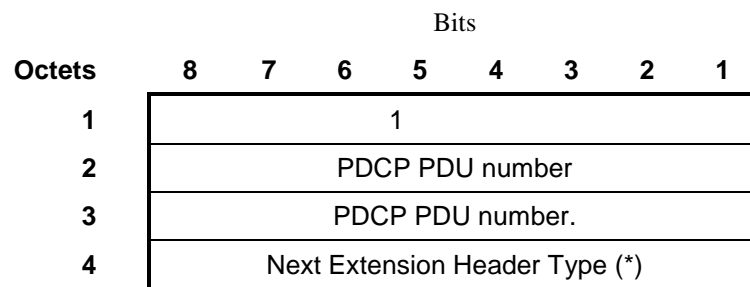 Bits
Octets 8 7 6 5 4 3 2 1
1 1
2 PDCP PDU number
3 PDCP PDU number.
4 Next Extension Header Type (*)